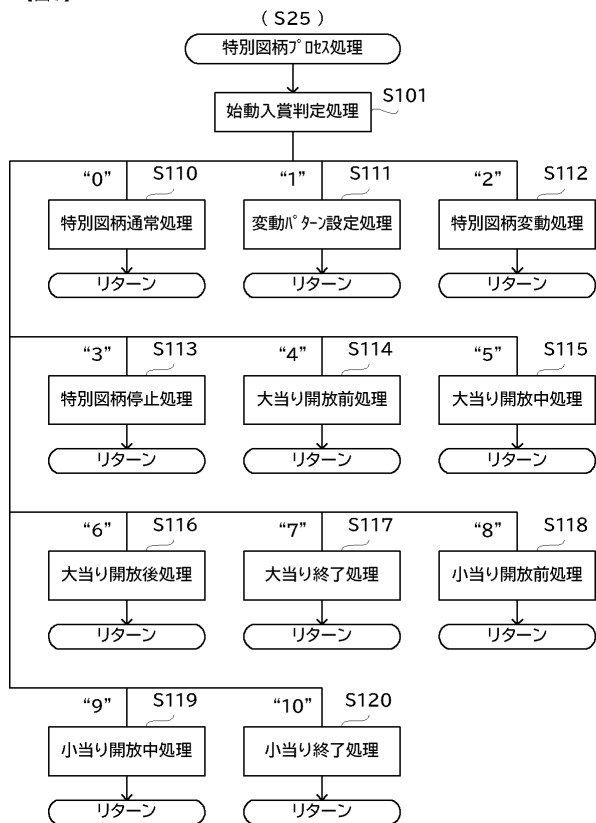 (S25)
特別図柄プロセス処理
始動入賞判定処理
S101
“0”
S110
“1”
S111
“2”
S112
特別図柄通常処理
変動パターン設定処理
特別図柄変動処理
リターン
リターン
リターン
“3”
S113
“4”
S114
“5”
S115
特別図柄停止処理
大当り開放前処理
大当り開放中処理
リターン
リターン
リターン
“6”
S116
“7”
S117
“8”
S118
大当り開放後処理
大当り終了処理
小当り開放前処理
リターン
リターン
リターン
“9”
S119
“10”
S120
小当り開放中処理
小当り終了処理
リターン
リターン